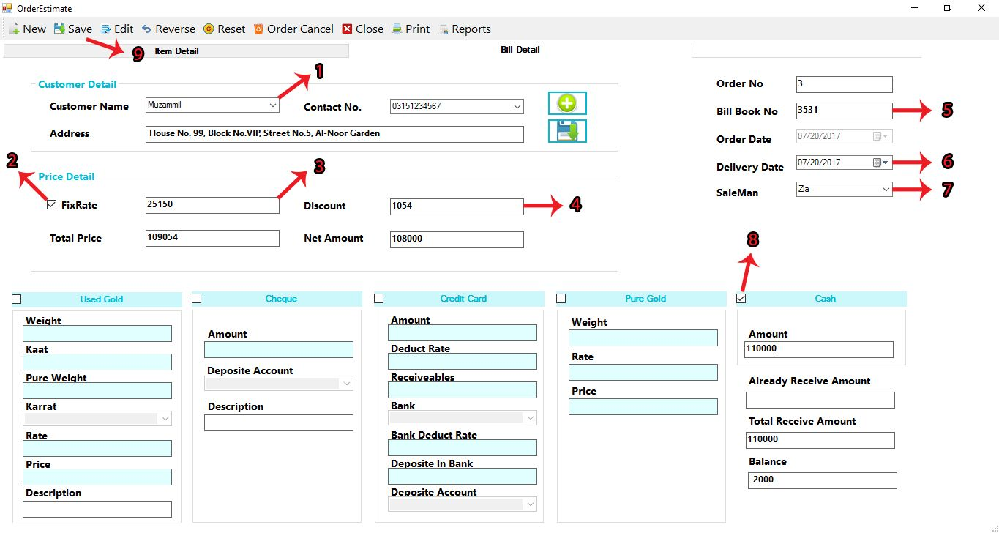 OrderEstimate
New Save Edit Reverse Reset Order Cancel Close Print Reports
9 Item Detail Bill Detail
1
Customer Detail
Customer Name Muzammil Contact No. 03151234567
Address House No. 99, Block No.VIP, Street No.5, Al-Noor Garden
Order No 3
Bill Book No 3531 5
Order Date 07/20/2017
Delivery Date 07/20/2017 6
SaleMan Zia 7
2 3
Price Detail
FixRate 25150 Discount 1054 4
Total Price 109054 Net Amount 108000
8
Used Gold
Weight
Kaat
Pure Weight
Karrat
Rate
Price
Description
Cheque
Amount
Deposite Account
Description
Credit Card
Amount
Deduct Rate
Receiveables
Bank
Bank Deduct Rate
Deposite In Bank
Deposite Account
Pure Gold
Weight
Rate
Price
Cash
Amount
110000
Already Receive Amount
Total Receive Amount
110000
Balance
-2000